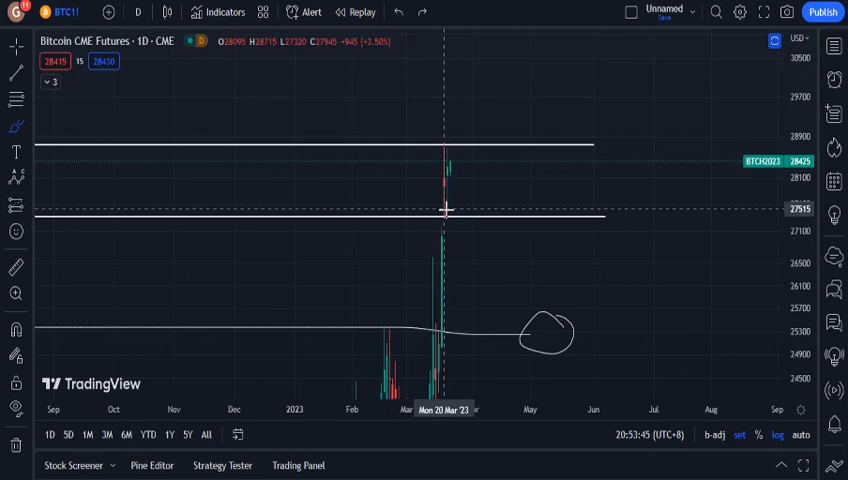 G 11 BTC1! D Indicators Alert Replay Unnamed Save Publish
Bitcoin CME Futures · 1D · CME D O28095 H28715 L27320 C27945 +945 (+3.50%) USD
28415 15 28430
3
30500
29700
28900
BTCH2023 28425
28100
27515
27100
26500
26100
25700
25300
24900
24500
TradingView
Sep Oct Nov Dec 2023 Feb Mar Mon 20 Mar '23 May Jun Jul Aug Sep
1D 5D 1M 3M 6M YTD 1Y 5Y All 20:53:45 (UTC+8) b-adj set % log auto
Stock Screener Pine Editor Strategy Tester Trading Panel